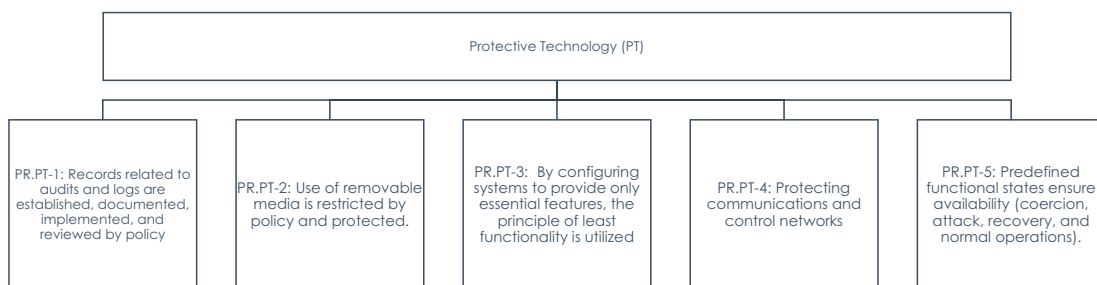 Protective Technology (PT)
PR.PT-1: Records related to
audits and logs are
established, documented,
implemented, and
reviewed by policy
PR.PT-2: Use of removable
media is restricted by
policy and protected.
PR.PT-3: By configuring
systems to provide only
essential features, the
principle of least
functionality is utilized
PR.PT-4: Protecting
communications and
control networks
PR.PT-5: Predefined
functional states ensure
availability (coercion,
attack, recovery, and
normal operations).